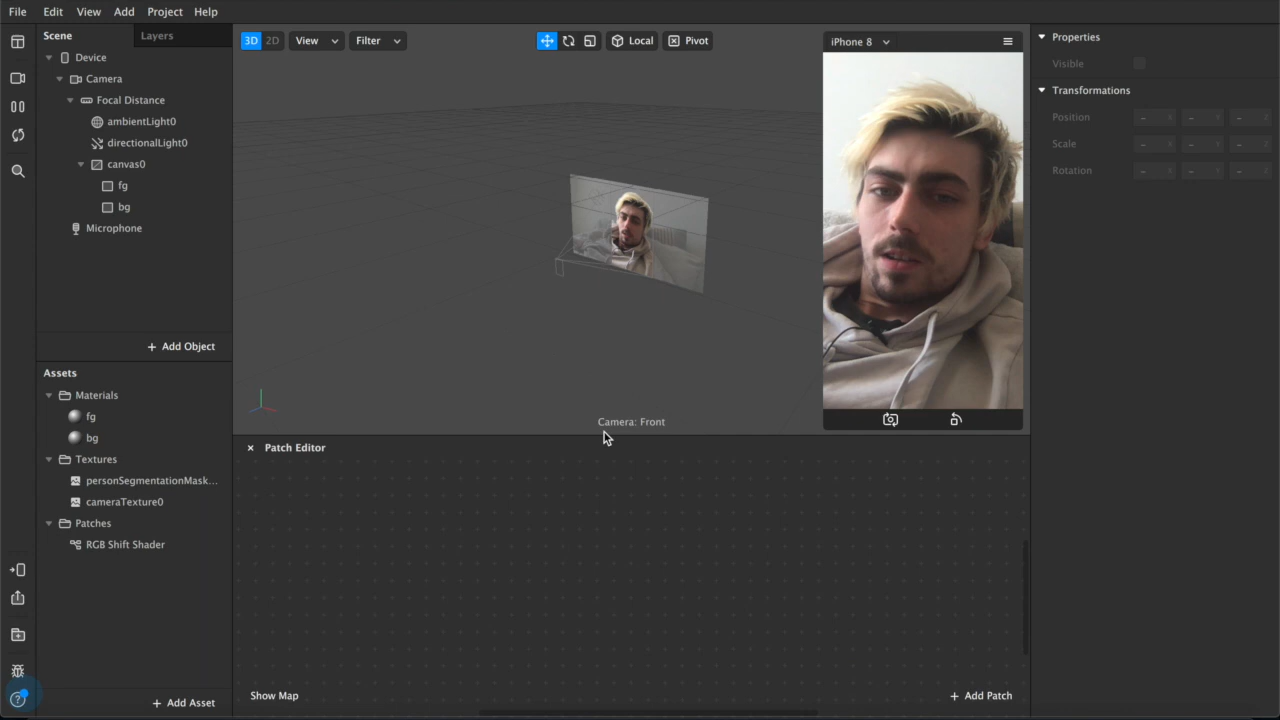 File Edit View Add Project Help
Scene
Layers
Device
Camera
Focal Distance
ambientLight0
directionalLight0
canvas0
fg
bg
Microphone
+ Add Object
Assets
Materials
fg
bg
Textures
personSegmentationMask...
cameraTexture0
Patches
RGB Shift Shader
+ Add Asset
3D 2D View Filter Local Pivot
iPhone 8
Camera: Front
Patch Editor
Show Map
+ Add Patch
Properties
Visible
Transformations
Position - X - Y - Z
Scale - X - Y - Z
Rotation - X - Y - Z